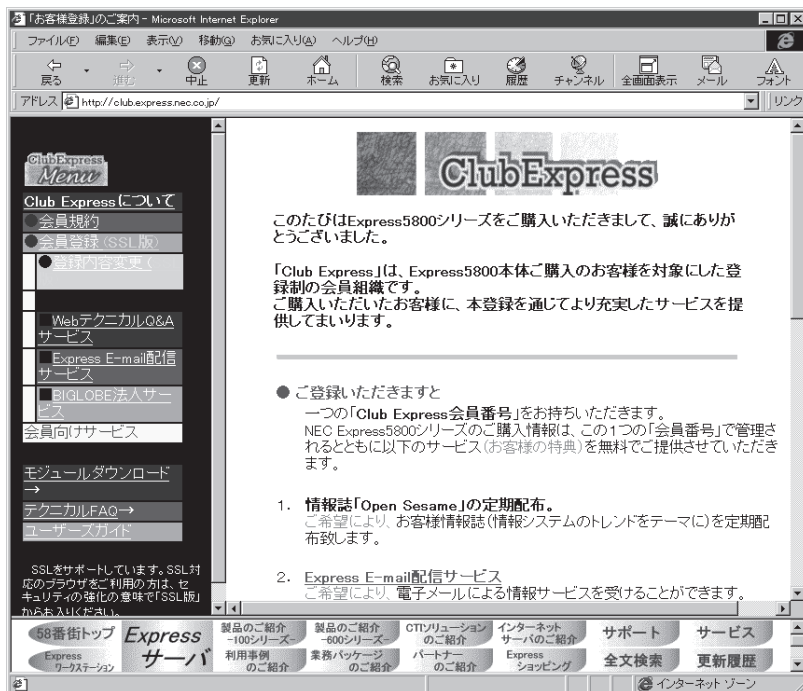 「お客様登録」のご案内 - Microsoft Internet Explorer
ファイル(F) 編集(E) 表示(V) 移動(G) お気に入り(A) ヘルプ(H)
戻る 進む 中止 更新 ホーム 検索 お気に入り 履歴 チャンネル 全画面表示 メール フォント
アドレス http://club.express.nec.co.jp/ リンク
ClubExpress
Menu
Club Expressについて
●会員規約
●会員登録(SSL版)
●登録内容変更(
■WebテクニカルQ&A
サービス
■Express E-mail配信
サービス
■BIGLOBE法人サー
ビス
会員向けサービス
モジュールダウンロード
→
テクニカルFAQ→
ユーザーズガイド
SSLをサポートしています。SSL対
応のブラウザをご利用の方は、セ
キュリティの強化の意味で「SSL版」
からお入りください。
ClubExpress
このたびはExpress5800シリーズをご購入いただきまして、誠にありが
とうございました。
「Club Express」は、Express5800本体ご購入のお客様を対象にした登
録制の会員組織です。
ご購入いただいたお客様に、本登録を通じてより充実したサービスを提
供してまいります。
● ご登録いただきますと
一つの「Club Express会員番号」をお持ちいただきます。
NEC Express5800シリーズのご購入情報は、この1つの「会員番号」で管理さ
れるとともに以下のサービス(お客様の特典)を無料でご提供させていただき
ます。
1. 情報誌「Open Sesame」の定期配布。
ご希望により、お客様情報誌(情報システムのトレンドをテーマに)を定期配
布致します。
2. Express E-mail配信サービス
ご希望により、電子メールによる情報サービスを受けることができます。
58番街トップ Express サーバ 製品のご紹介 -100シリーズ- 製品のご紹介 -600シリーズ- CTIソリューション のご紹介 インターネット サーバのご紹介 サポート サービス
Express ワークステーション 利用事例 のご紹介 業務パッケージ のご紹介 パートナー のご紹介 Express ショッピング 全文検索 更新履歴
インターネット ゾーン